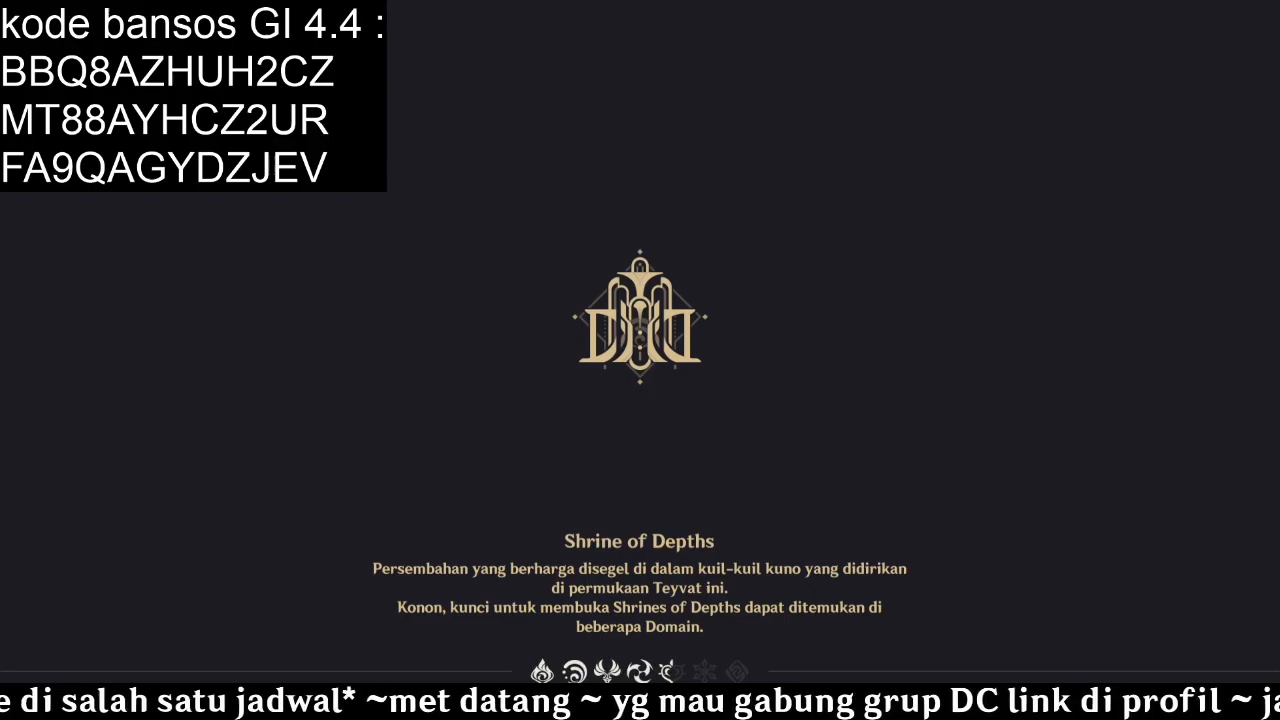 kode bansos GI 4.4 :
BBQ8AZHUH2CZ
MT88AYHCZ2UR
FA9QAGYDZJEV
Shrine of Depths
Persembahan yang berharga disegel di dalam kuil-kuil kuno yang didirikan
di permukaan Teyvat ini.
Konon, kunci untuk membuka Shrines of Depths dapat ditemukan di
beberapa Domain.
e di salah satu jadwal* ~met datang ~ yg mau gabung grup DC link di profil ~ ja